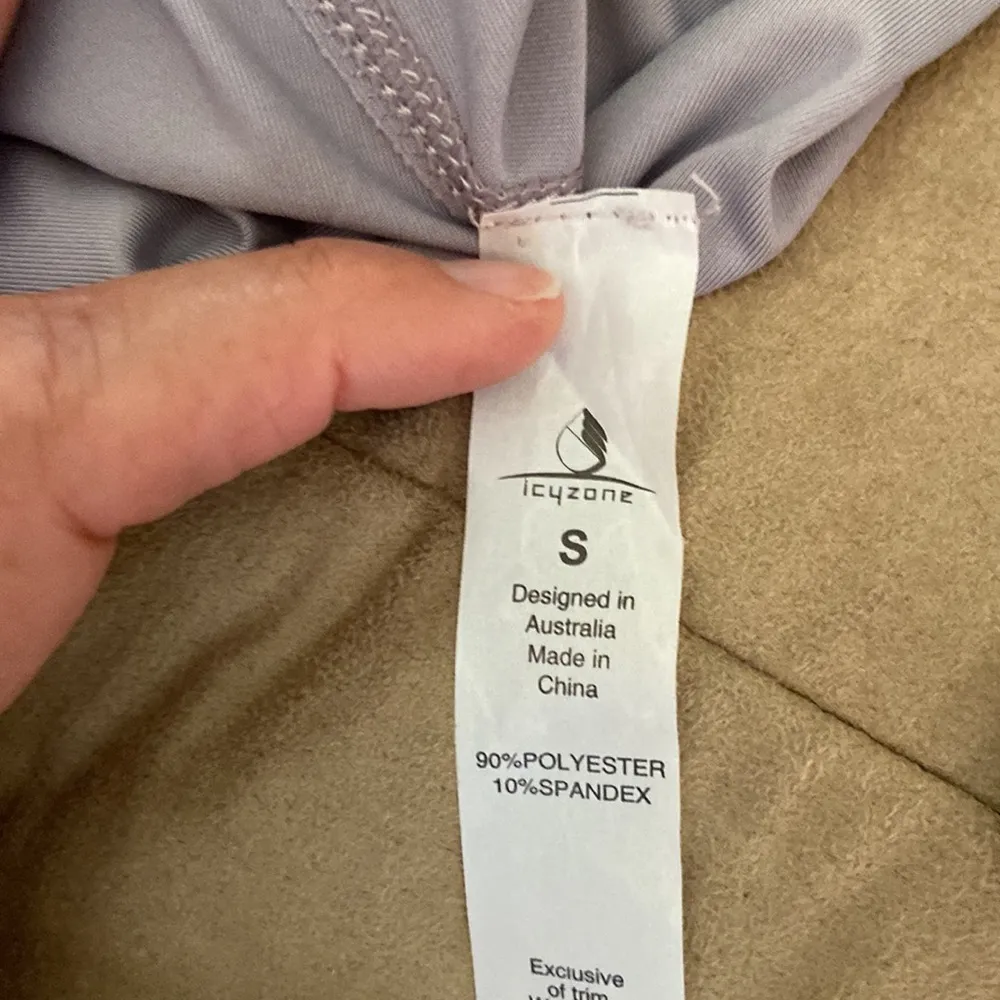 icyzone
S
Designed in
Australia
Made in
China
90%POLYESTER
10%SPANDEX
Exclusive
of trim